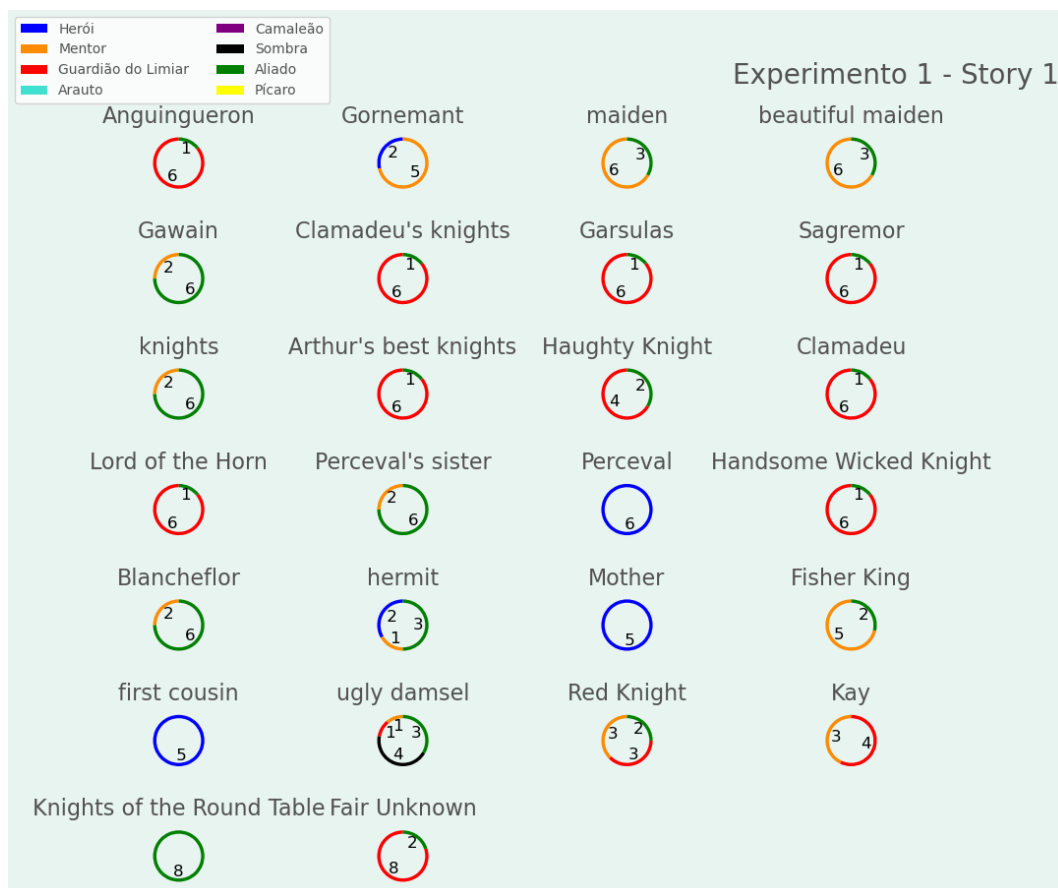 Herói Camaleão
Mentor Sombra
Guardião do Limiar Aliado
Arauto Pícaro
Experimento 1 - Story 1
Anguingueron Gornemant maiden beautiful maiden
1 6 2 5 3 6 3 6
Gawain Clamadeu's knights Garsulas Sagremor
2 6 1 6 1 6 1 6
knights Arthur's best knights Haughty Knight Clamadeu
2 6 1 6 2 4 1 6
Lord of the Horn Perceval's sister Perceval Handsome Wicked Knight
1 6 2 6 6 1 6
Blancheflor hermit Mother Fisher King
2 6 2 3 1 5 2 5
first cousin ugly damsel Red Knight Kay
5 1 1 3 4 3 2 3 3 4
Knights of the Round Table Fair Unknown
8 2 8